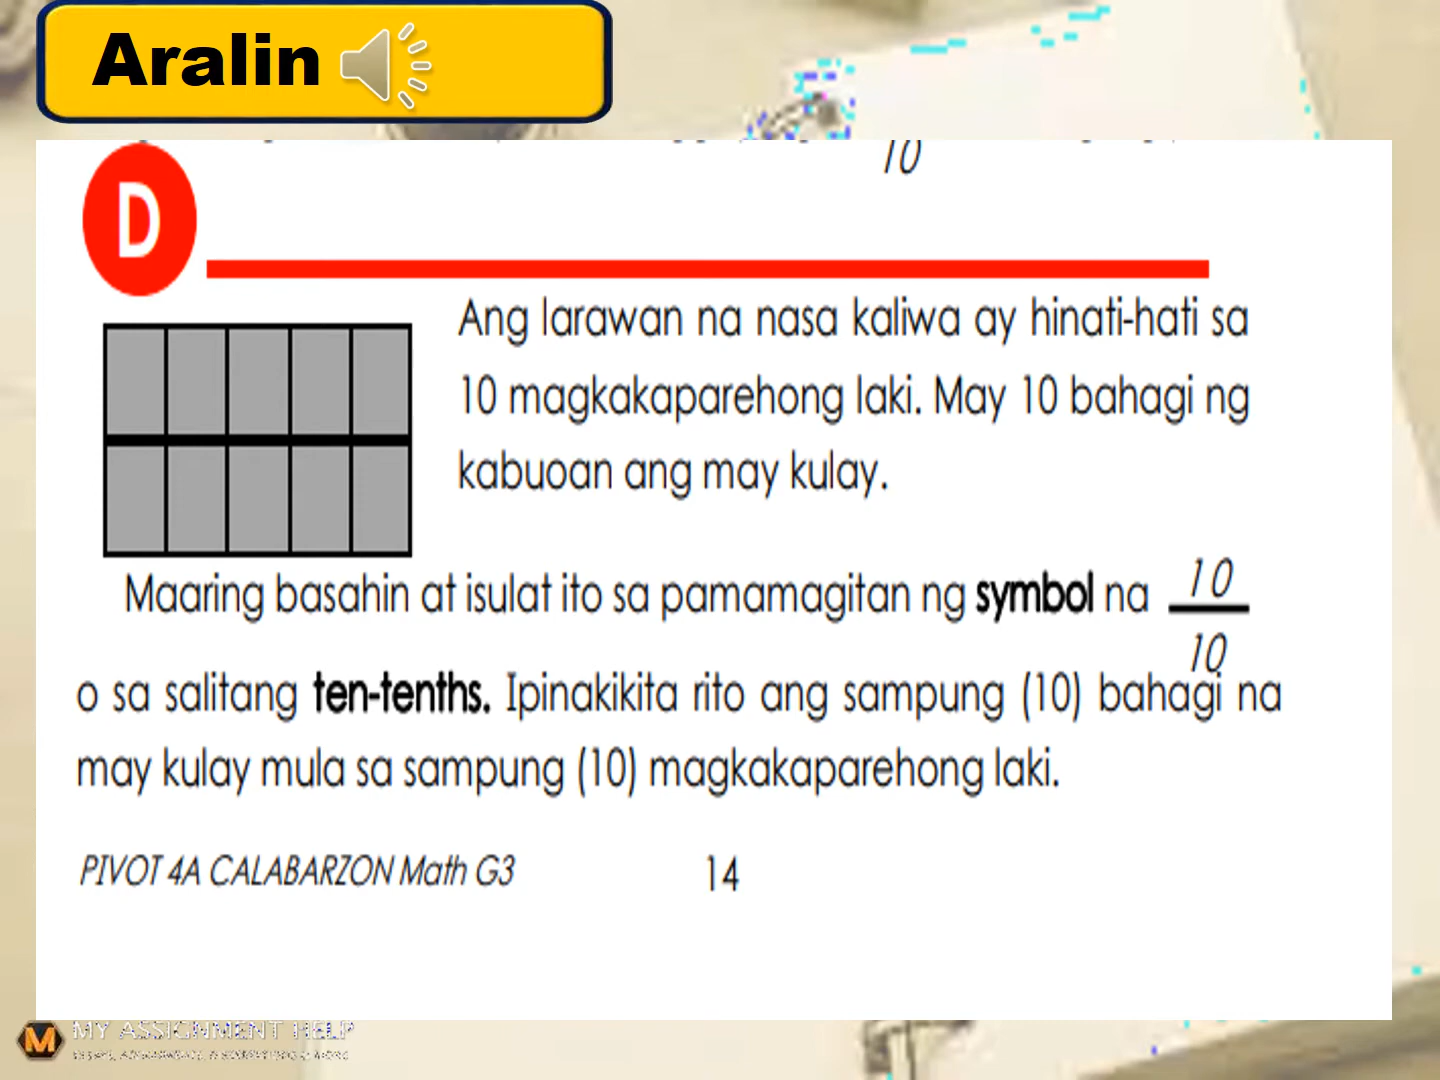 Aralin
10
D
Ang larawan na nasa kaliwa ay hinati-hati sa
10 magkakaparehong laki. May 10 bahagi ng
kabuoan ang may kulay.
Maaring basahin at isulat ito sa pamamagitan ng symbol na 10
10
o sa salitang ten-tenths. Ipinakikita rito ang sampung (10) bahagi na
may kulay mula sa sampung (10) magkakaparehong laki.
PIVOT 4A CALABARZON Math G3 14
M MY ASSIGNMENT HELP